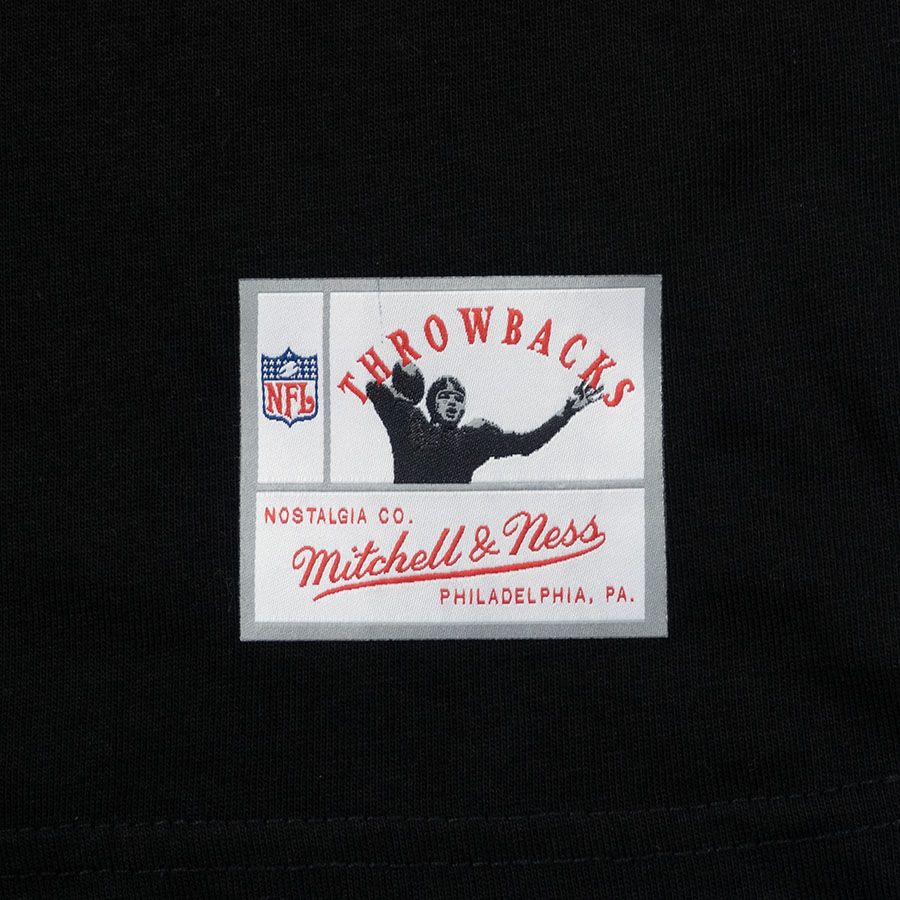 THROWBACKS
NFL
NOSTALGIA CO.
Mitchell & Ness
PHILADELPHIA, PA.